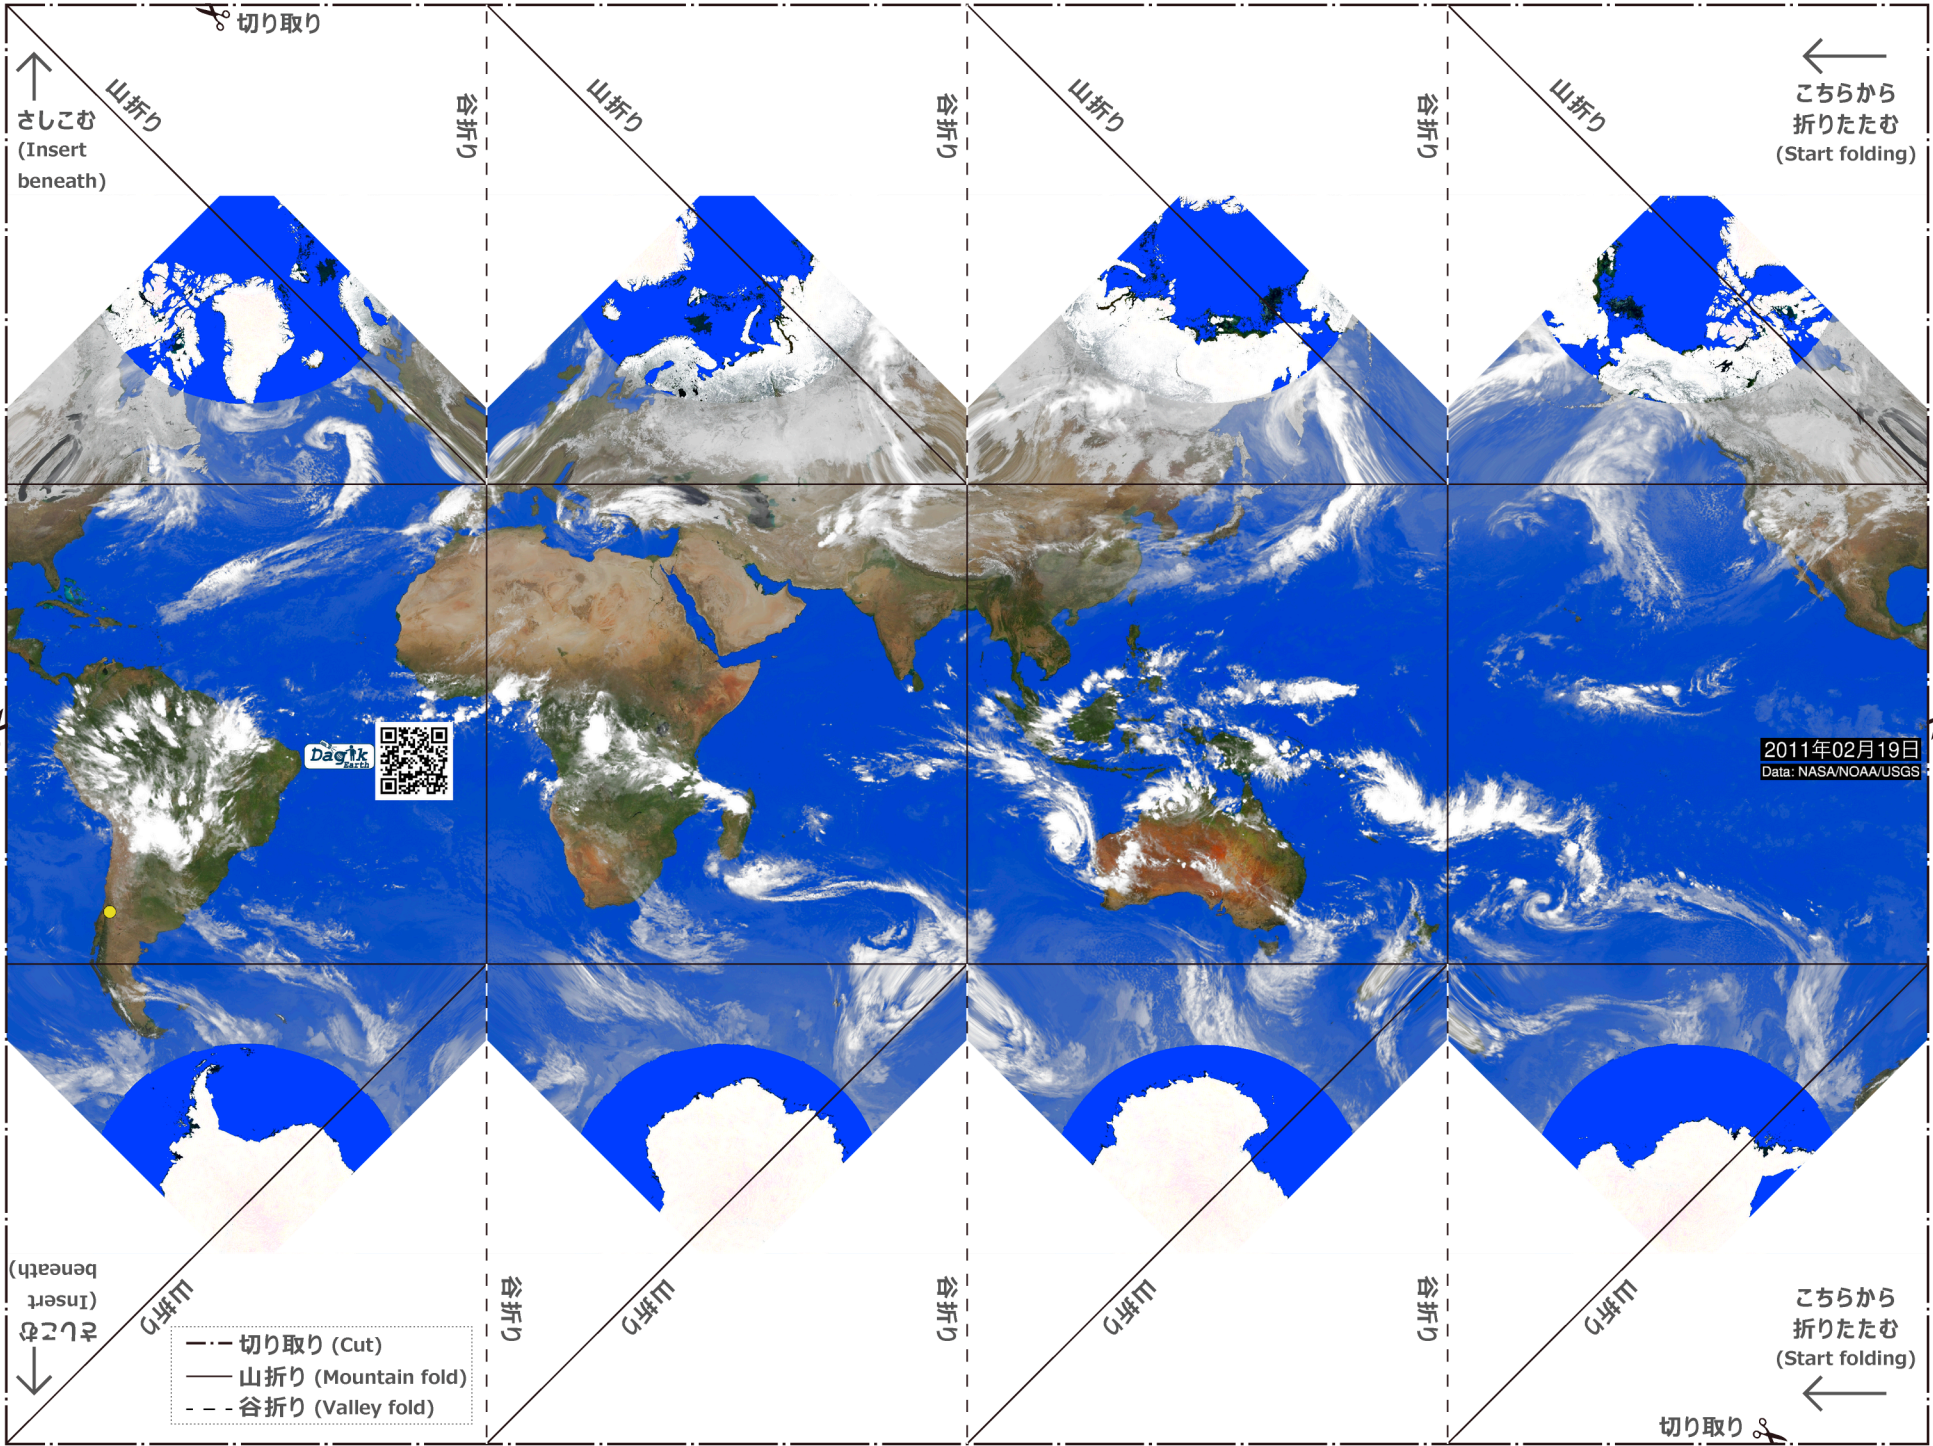 切り取り
山折り
谷折り
山折り
谷折り
山折り
谷折り
山折り
さしこむ
(Insert
beneath)
こちらから
折りたたむ
(Start folding)
Dagik
Earth
2011年02月19日
Data: NASA/NOAA/USGS
さしこむ
(Insert
beneath)
山折り
谷折り
山折り
谷折り
山折り
谷折り
山折り
切り取り (Cut)
山折り (Mountain fold)
谷折り (Valley fold)
こちらから
折りたたむ
(Start folding)
切り取り